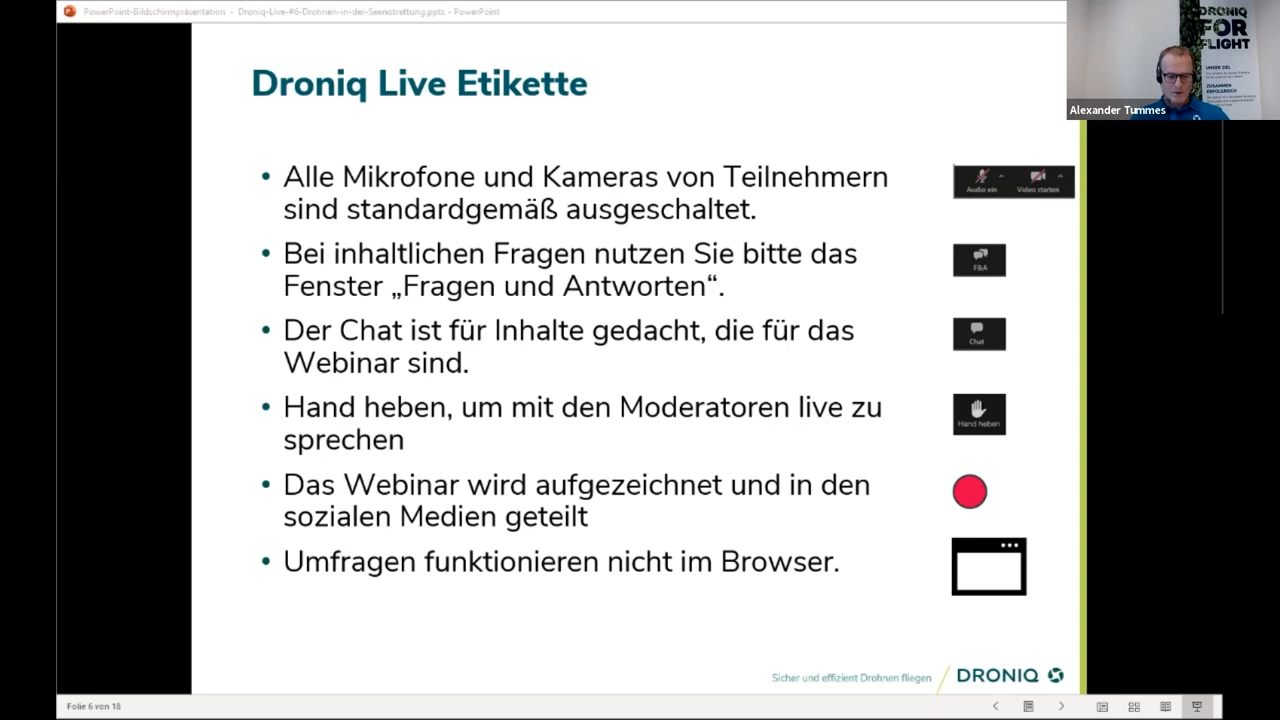 PowerPoint-Bildschirmpräsentation - Droniq-Live-#6-Drohnen-in-der-Seenotrettung.pptx - PowerPoint
DRONIQ
FOR
FLIGHT
UNSER ZIEL
ZUSAMMEN
ERFOLGREICH
Alexander Tummes
Droniq Live Etikette
• Alle Mikrofone und Kameras von Teilnehmern
sind standardgemäß ausgeschaltet.
Audio ein Video starten
• Bei inhaltlichen Fragen nutzen Sie bitte das
Fenster „Fragen und Antworten“.
F&A
• Der Chat ist für Inhalte gedacht, die für das
Webinar sind.
Chat
• Hand heben, um mit den Moderatoren live zu
sprechen
Hand heben
• Das Webinar wird aufgezeichnet und in den
sozialen Medien geteilt
• Umfragen funktionieren nicht im Browser.
Sicher und effizient Drohnen fliegen
DRONIQ
Folie 6 von 18